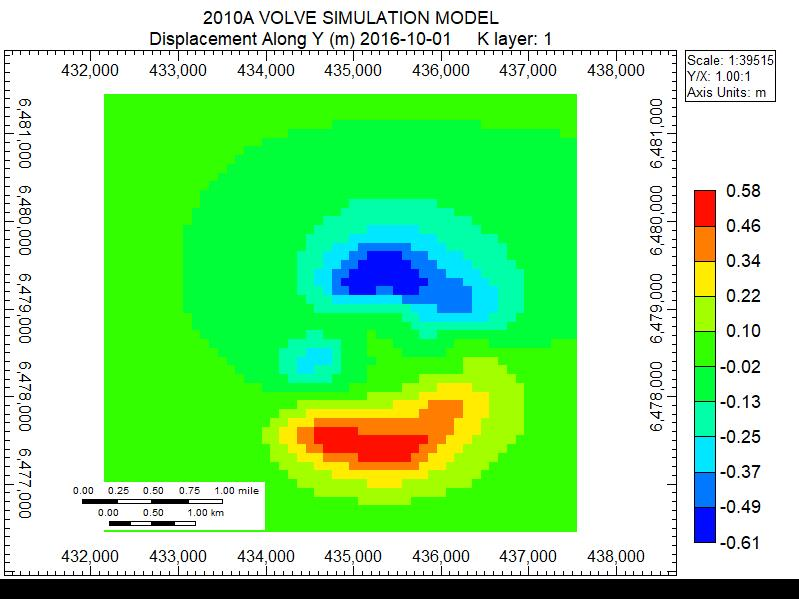 2010A VOLVE SIMULATION MODEL
Displacement Along Y (m) 2016-10-01 K layer: 1
Scale: 1:39515
Y/X: 1.00:1
Axis Units: m
432,000 433,000 434,000 435,000 436,000 437,000 438,000
6,481,000
6,480,000
6,479,000
6,478,000
6,477,000
6,481,000
6,480,000
6,479,000
6,478,000
0.58
0.46
0.34
0.22
0.10
-0.02
-0.13
-0.25
-0.37
-0.49
-0.61
0.00 0.25 0.50 0.75 1.00 mile
0.00 0.50 1.00 km
432,000 433,000 434,000 435,000 436,000 437,000 438,000